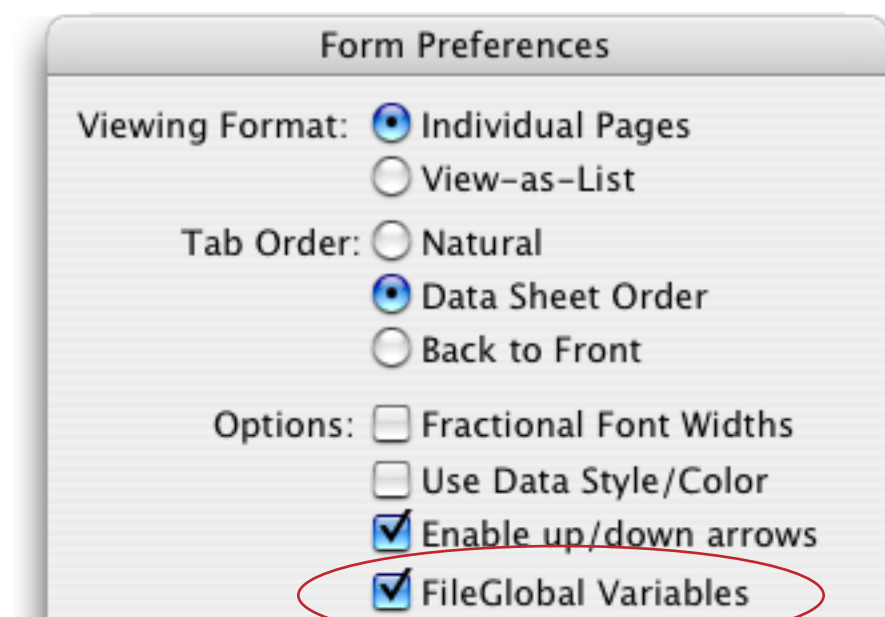 Form Preferences
Viewing Format: Individual Pages
View-as-List
Tab Order: Natural
Data Sheet Order
Back to Front
Options: Fractional Font Widths
Use Data Style/Color
Enable up/down arrows
FileGlobal Variables